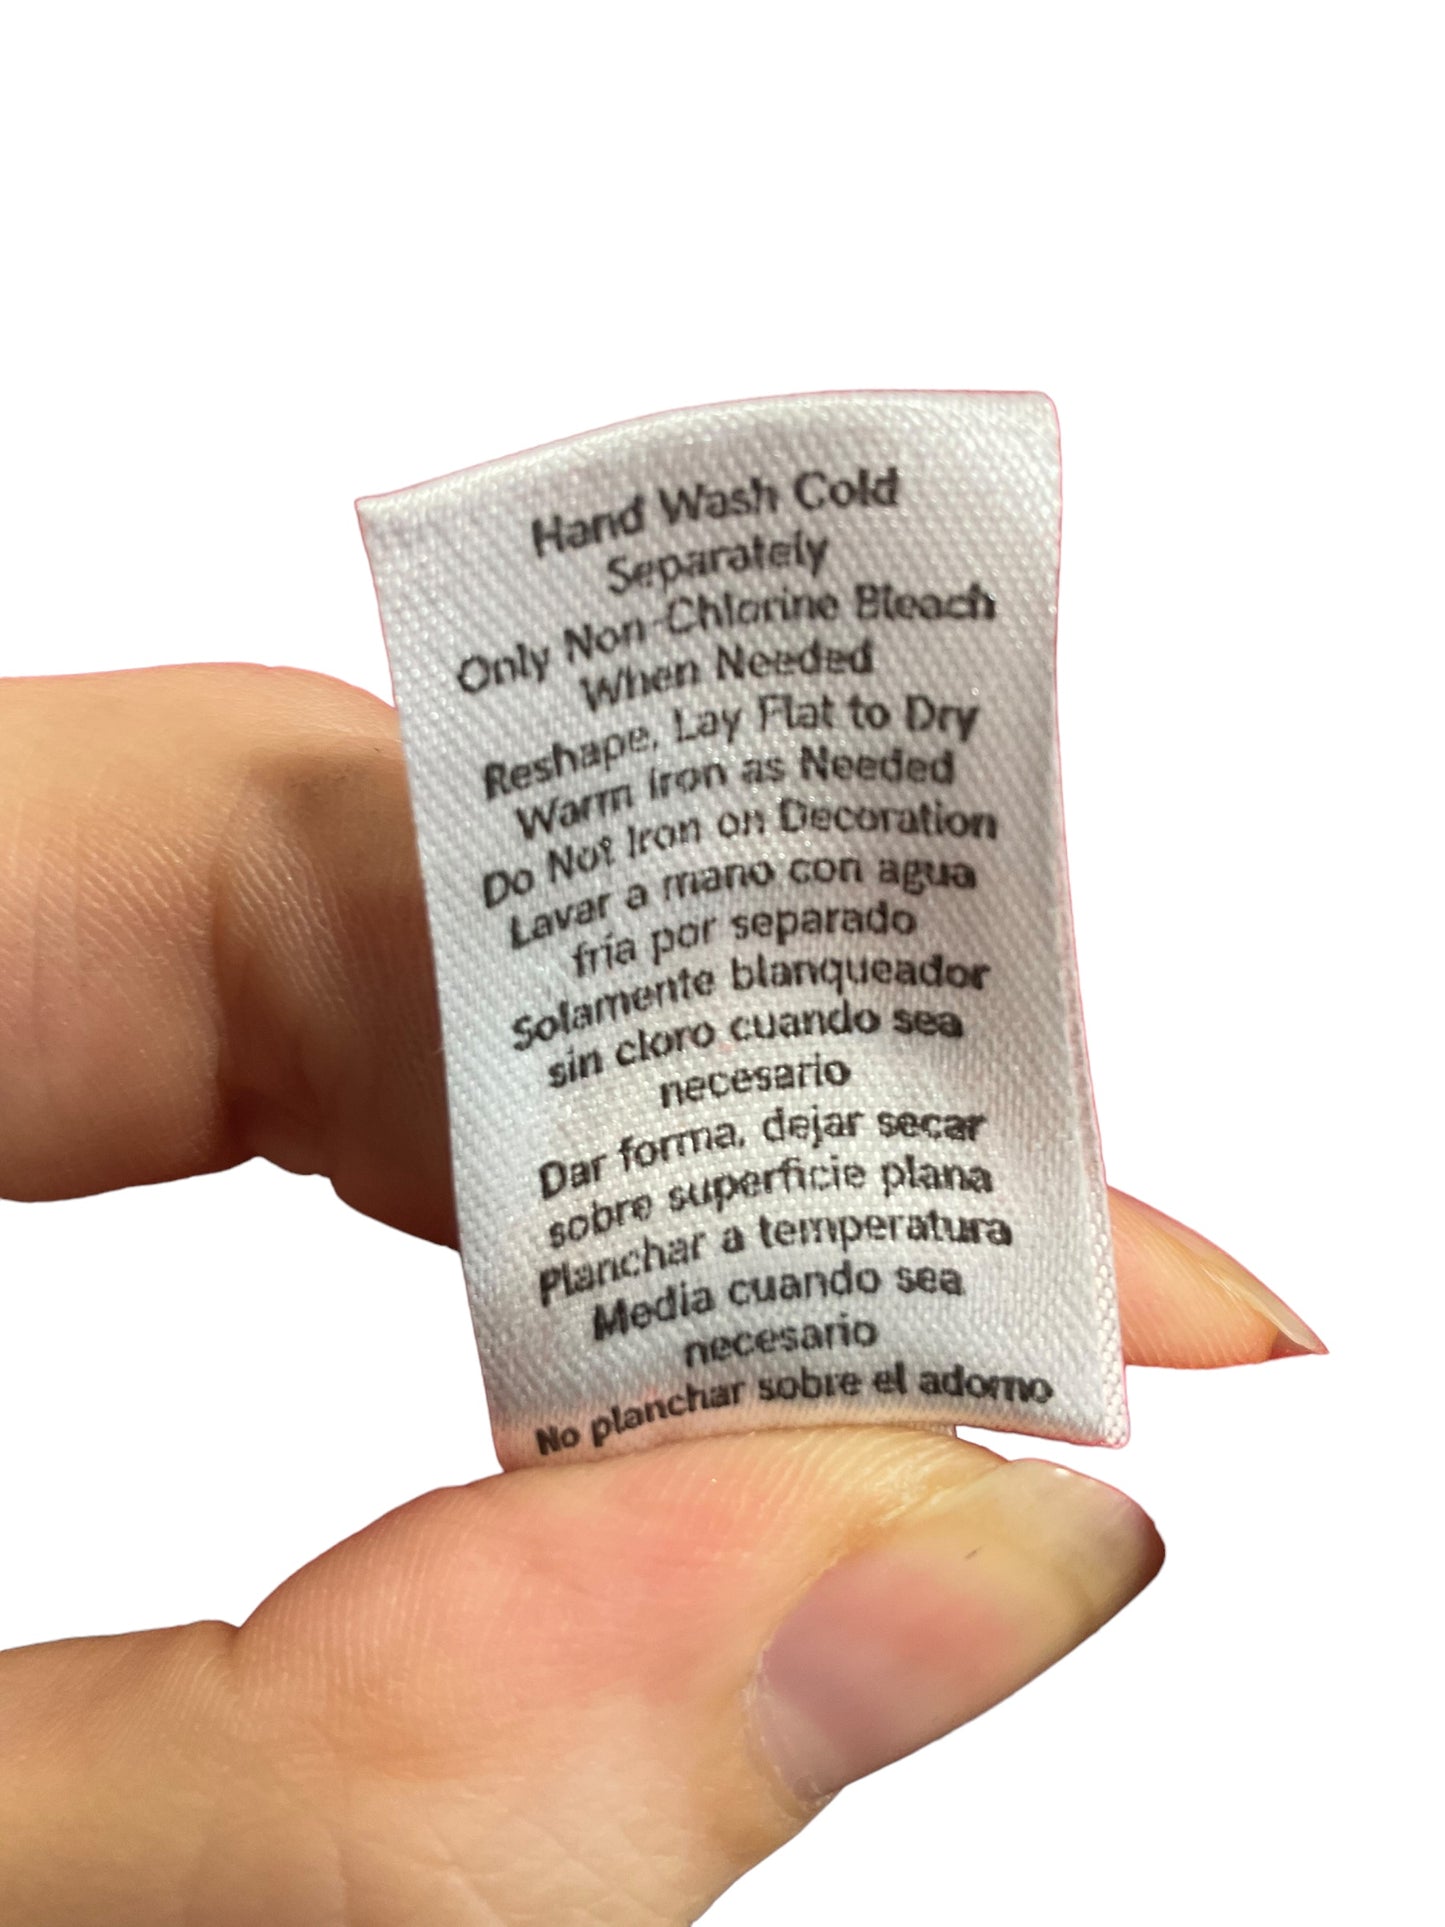 Hand Wash Cold
Separately
Only Non-Chlorine Bleach
When Needed
Reshape, Lay Flat to Dry
Warm Iron as Needed
Do Not Iron on Decoration
Lavar a mano con agua
fría por separado
Solamente blanqueador
sin cloro cuando sea
necesario
Dar forma, dejar secar
sobre superficie plana
Planchar a temperatura
Media cuando sea
necesario
No planchar sobre el adorno